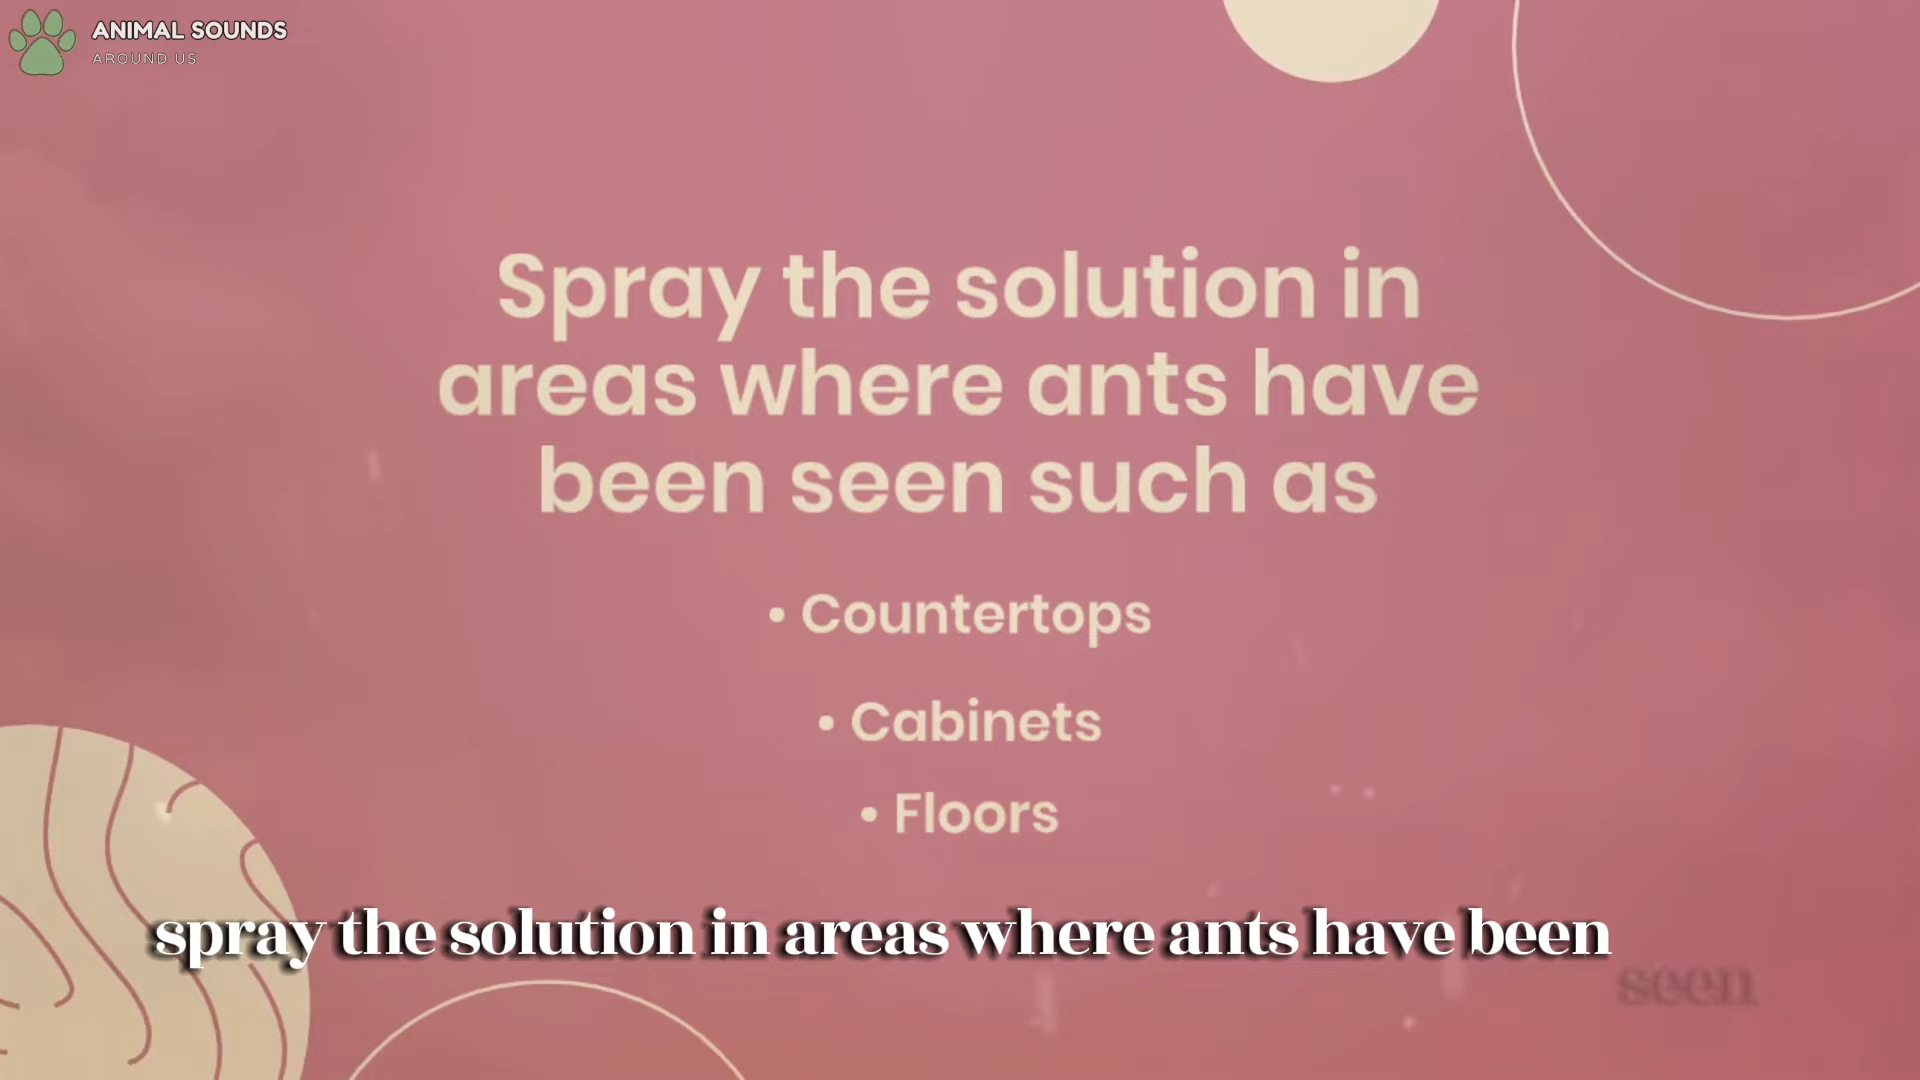 ANIMAL SOUNDS
AROUND US
Spray the solution in
areas where ants have
been seen such as
• Countertops
• Cabinets
• Floors
spray the solution in areas where ants have been
seen